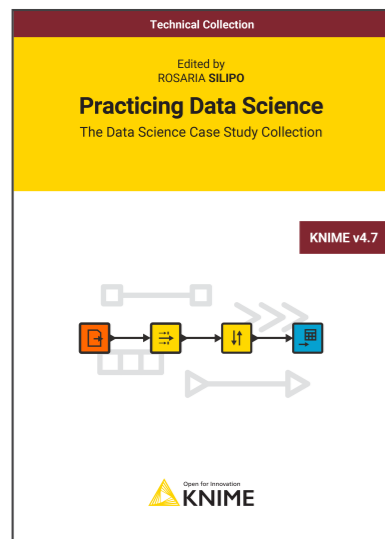 Technical Collection
Edited by
ROSARIA SILIPO
Practicing Data Science
The Data Science Case Study Collection
KNIME v4.7
Open for Innovation
KNIME